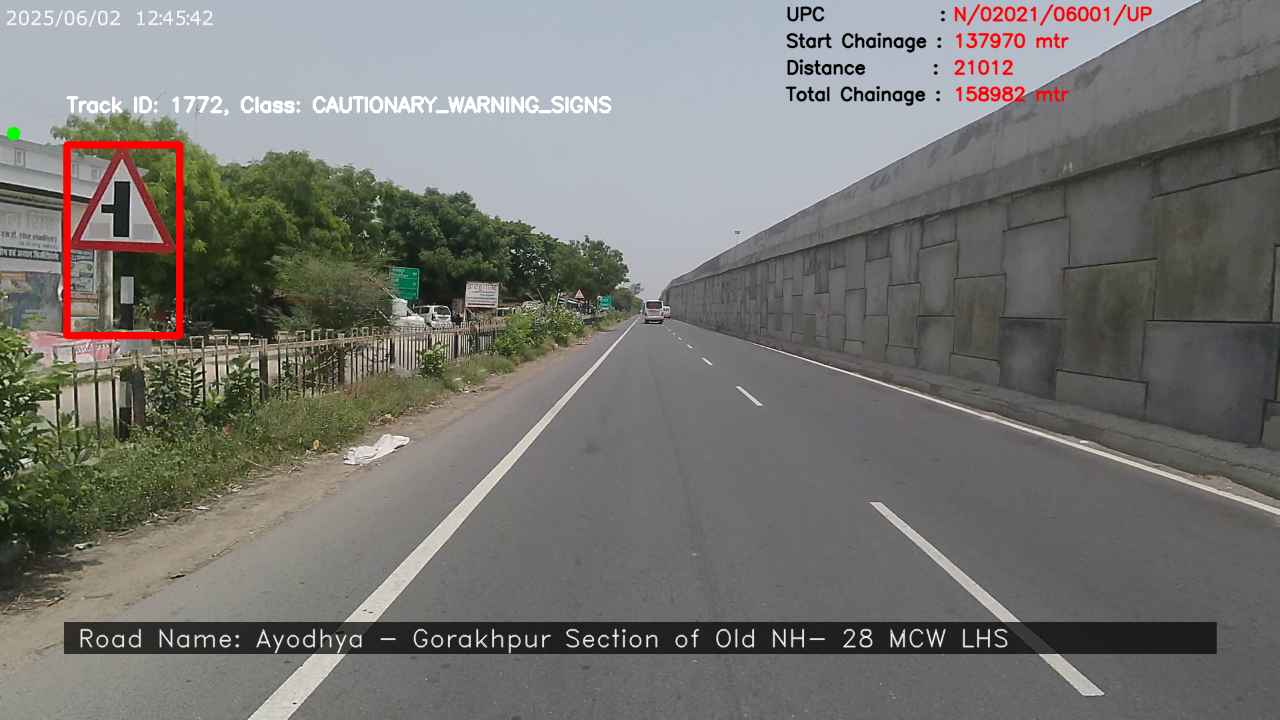 2025/06/02 12:45:42
UPC : N/02021/06001/UP
Start Chainage : 137970 mtr
Distance : 21012
Total Chainage : 158982 mtr
Track ID: 1772, Class: CAUTIONARY_WARNING_SIGNS
Road Name: Ayodhya - Gorakhpur Section of Old NH- 28 MCW LHS